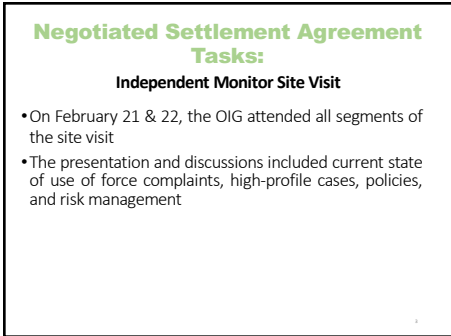 Negotiated Settlement Agreement
Tasks:
Independent Monitor Site Visit
•On February 21 & 22, the OIG attended all segments of
the site visit
•The presentation and discussions included current state
of use of force complaints, high-profile cases, policies,
and risk management